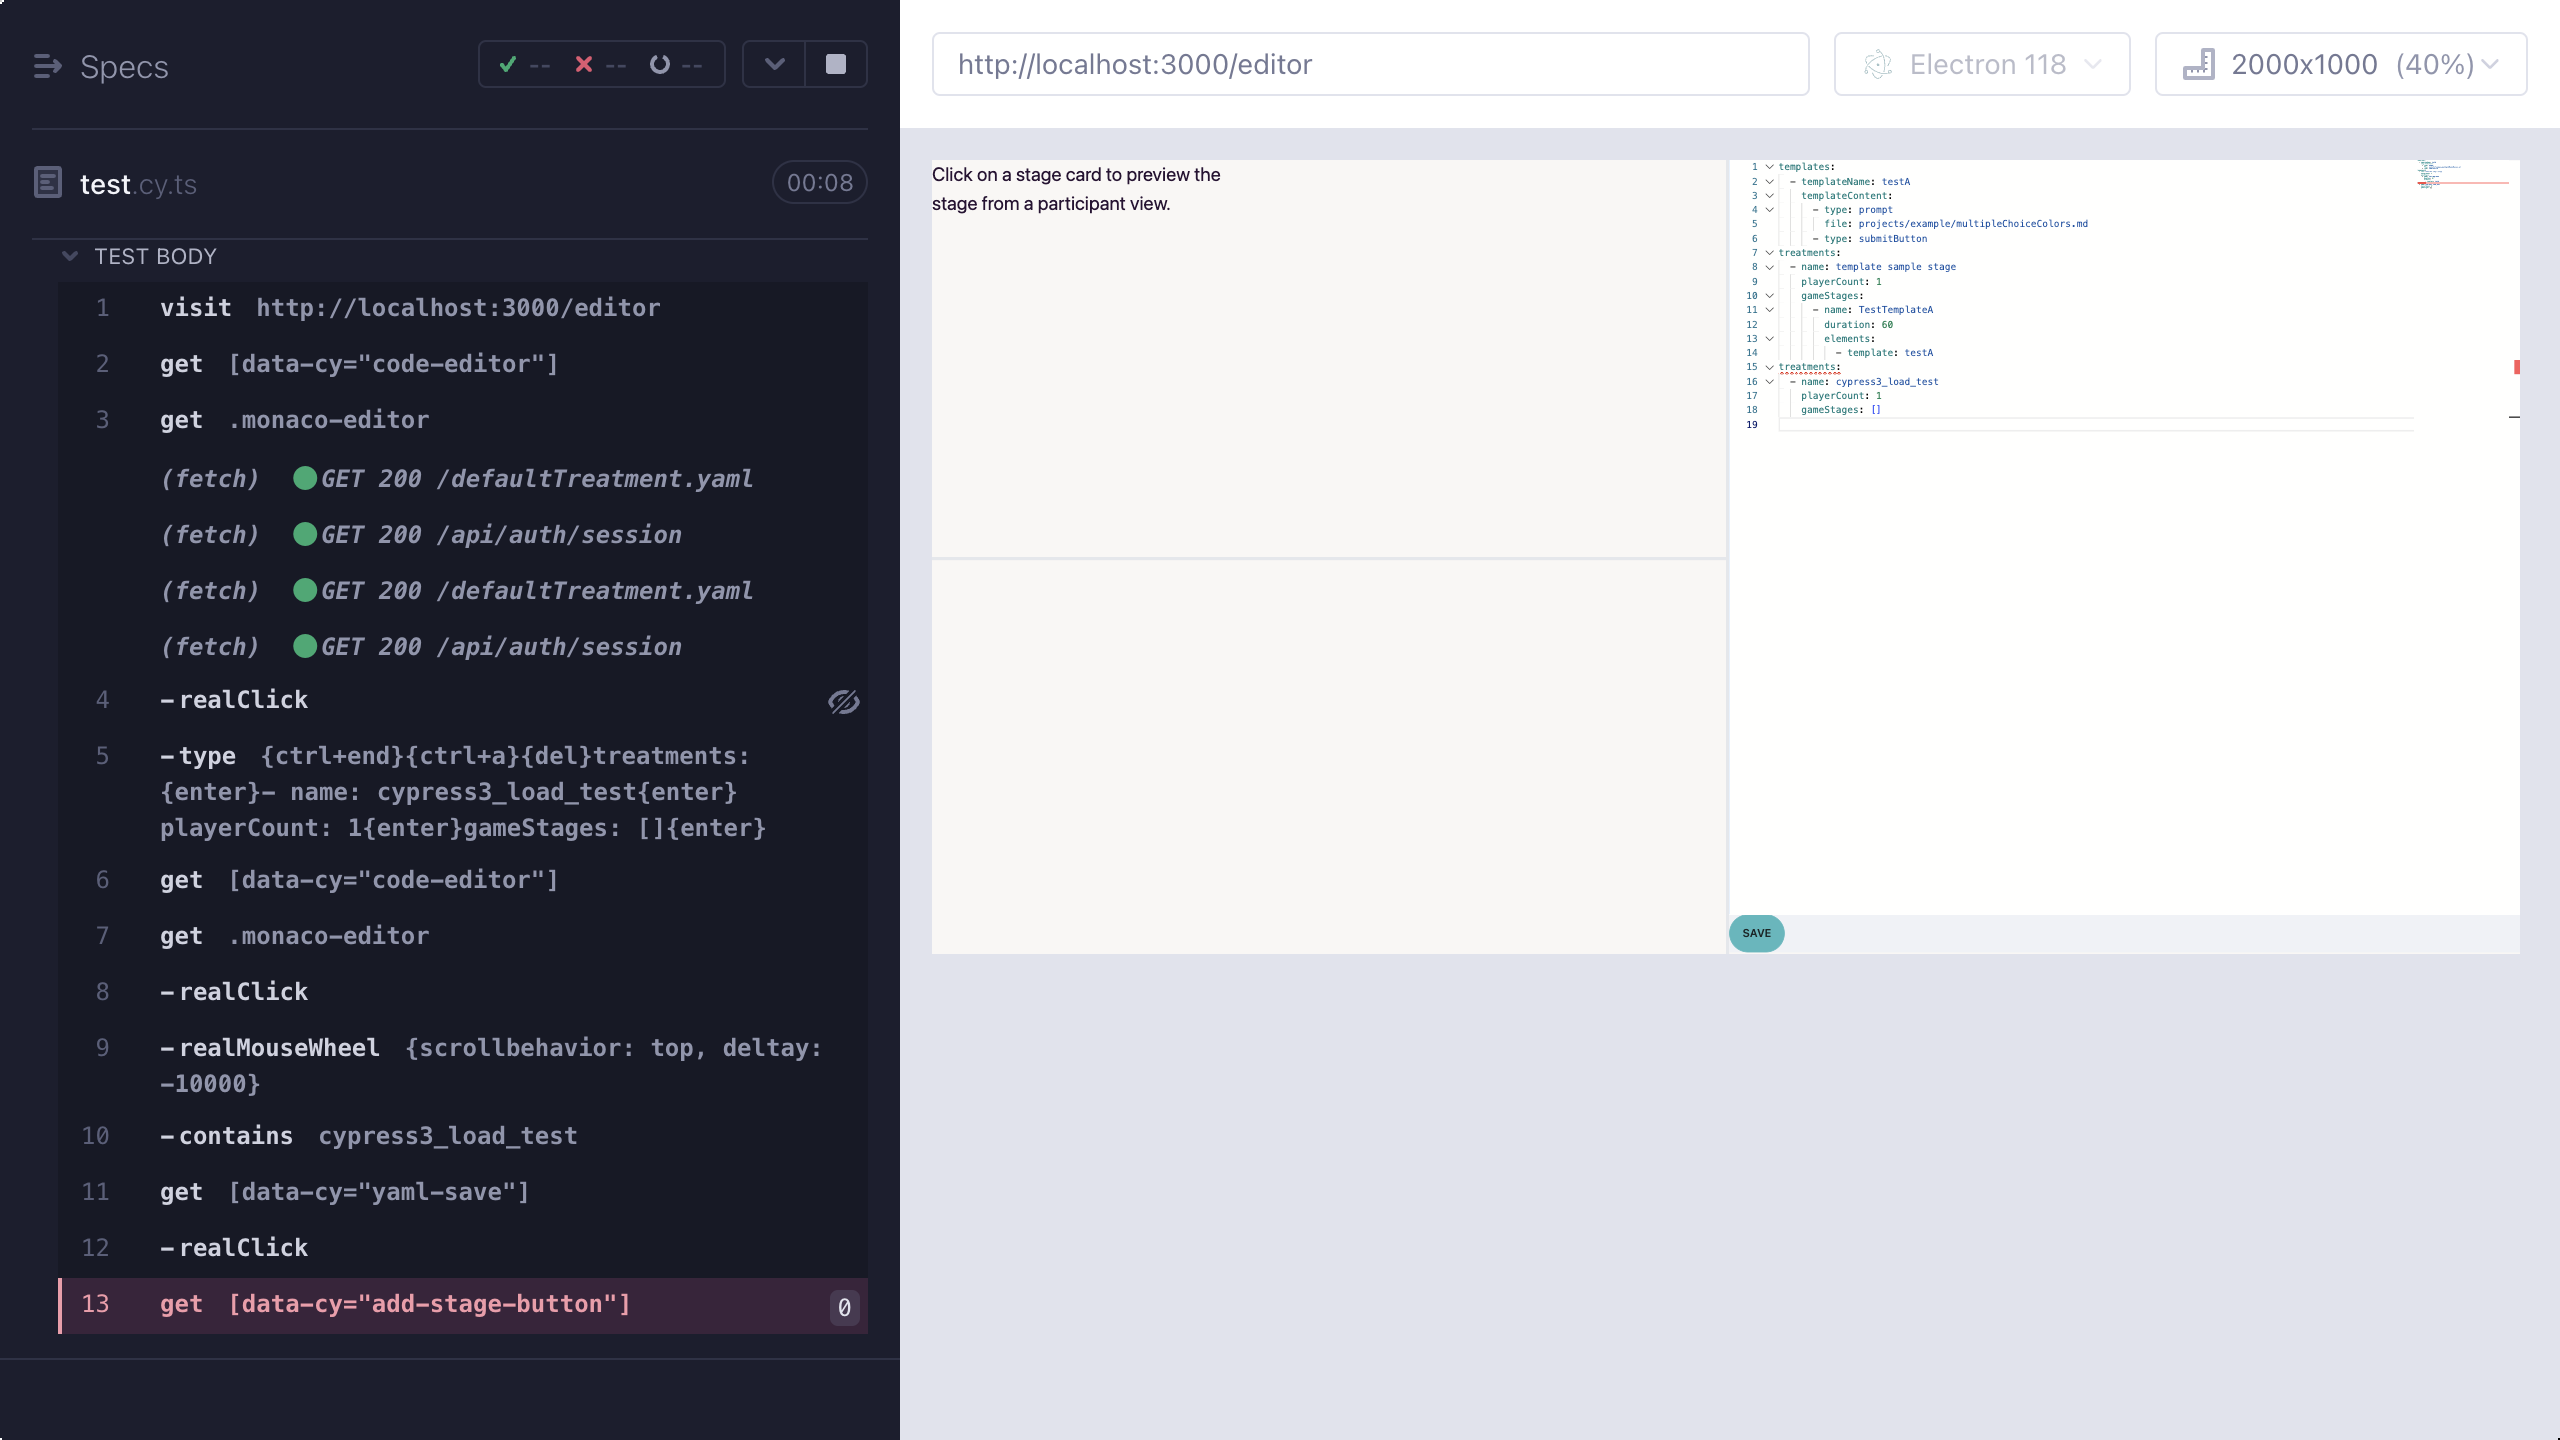 Specs
-- -- --
test.cy.ts
00:08
TEST BODY
1 visit http://localhost:3000/editor
2 get [data-cy="code-editor"]
3 get .monaco-editor
(fetch) GET 200 /defaultTreatment.yaml
(fetch) GET 200 /api/auth/session
(fetch) GET 200 /defaultTreatment.yaml
(fetch) GET 200 /api/auth/session
4 -realClick
5 -type {ctrl+end}{ctrl+a}{del}treatments:
{enter}- name: cypress3_load_test{enter}
playerCount: 1{enter}gameStages: []{enter}
6 get [data-cy="code-editor"]
7 get .monaco-editor
8 -realClick
9 -realMouseWheel {scrollbehavior: top, deltay:
-10000}
10 -contains cypress3_load_test
11 get [data-cy="yaml-save"]
12 -realClick
13 get [data-cy="add-stage-button"] 0
http://localhost:3000/editor
Electron 118
2000x1000 (40%)
Click on a stage card to preview the
stage from a participant view.
1 templates:
2 - templateName: testA
3 templateContent:
4 - type: prompt
5 file: projects/example/multipleChoiceColors.md
6 - type: submitButton
7 treatments:
8 - name: template sample stage
9 playerCount: 1
10 gameStages:
11 - name: TestTemplateA
12 duration: 60
13 elements:
14 - template: testA
15 treatments:
16 - name: cypress3_load_test
17 playerCount: 1
18 gameStages: []
19
SAVE